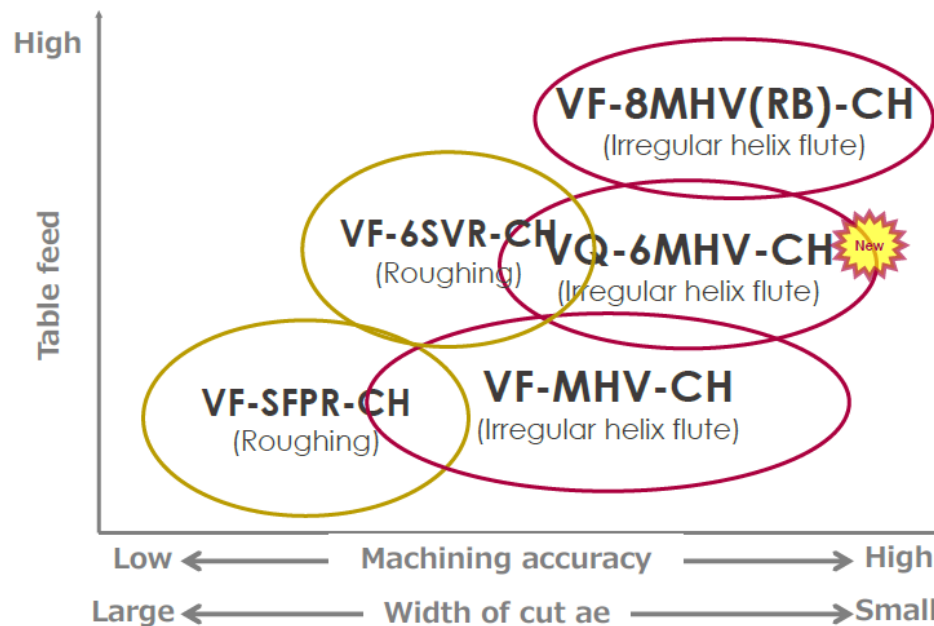 High
VF-8MHV(RB)-CH
(Irregular helix flute)
VF-6SVR-CH
(Roughing)
VQ-6MHV-CH
New
(Irregular helix flute)
Table feed
VF-SFPR-CH
(Roughing)
VF-MHV-CH
(Irregular helix flute)
Low Machining accuracy High
Large Width of cut ae Small